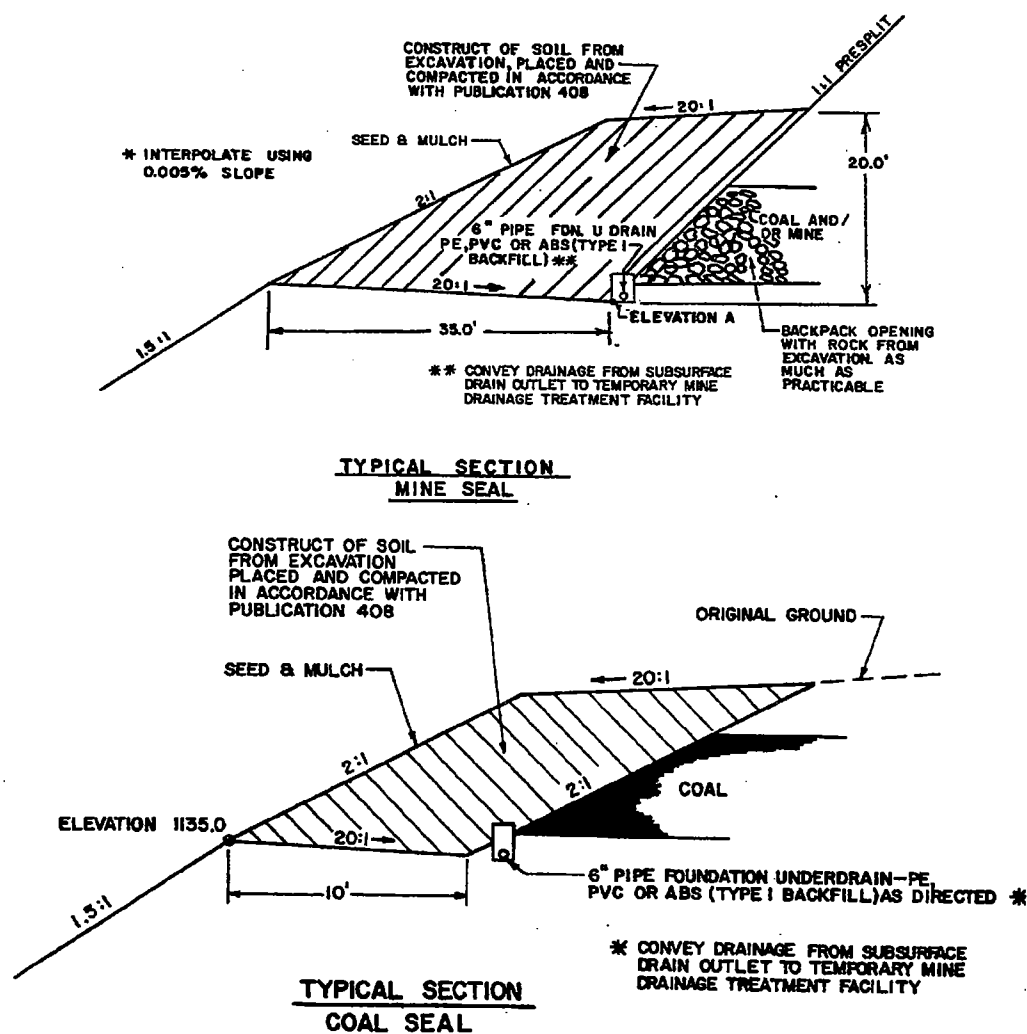 CONSTRUCT OF SOIL FROM
EXCAVATION, PLACED AND
COMPACTED IN ACCORDANCE
WITH PUBLICATION 408
1:1 PRESPLIT
20:1
SEED & MULCH
* INTERPOLATE USING
0.005% SLOPE
20.0'
2:1
6" PIPE FDN. U DRAIN
PE, PVC OR ABS (TYPE I
BACKFILL) **
COAL AND/
OR MINE
20:1
ELEVATION A
35.0'
1.5:1
BACKPACK OPENING
WITH ROCK FROM
EXCAVATION AS
MUCH AS
PRACTICABLE
** CONVEY DRAINAGE FROM SUBSURFACE
DRAIN OUTLET TO TEMPORARY MINE
DRAINAGE TREATMENT FACILITY
TYPICAL SECTION
MINE SEAL
CONSTRUCT OF SOIL
FROM EXCAVATION
PLACED AND COMPACTED
IN ACCORDANCE WITH
PUBLICATION 408
ORIGINAL GROUND
SEED & MULCH
20:1
2:1
2:1
COAL
ELEVATION 1135.0
20:1
10'
1.5:1
6" PIPE FOUNDATION UNDERDRAIN-PE,
PVC OR ABS (TYPE I BACKFILL) AS DIRECTED *
* CONVEY DRAINAGE FROM SUBSURFACE
DRAIN OUTLET TO TEMPORARY MINE
DRAINAGE TREATMENT FACILITY
TYPICAL SECTION
COAL SEAL